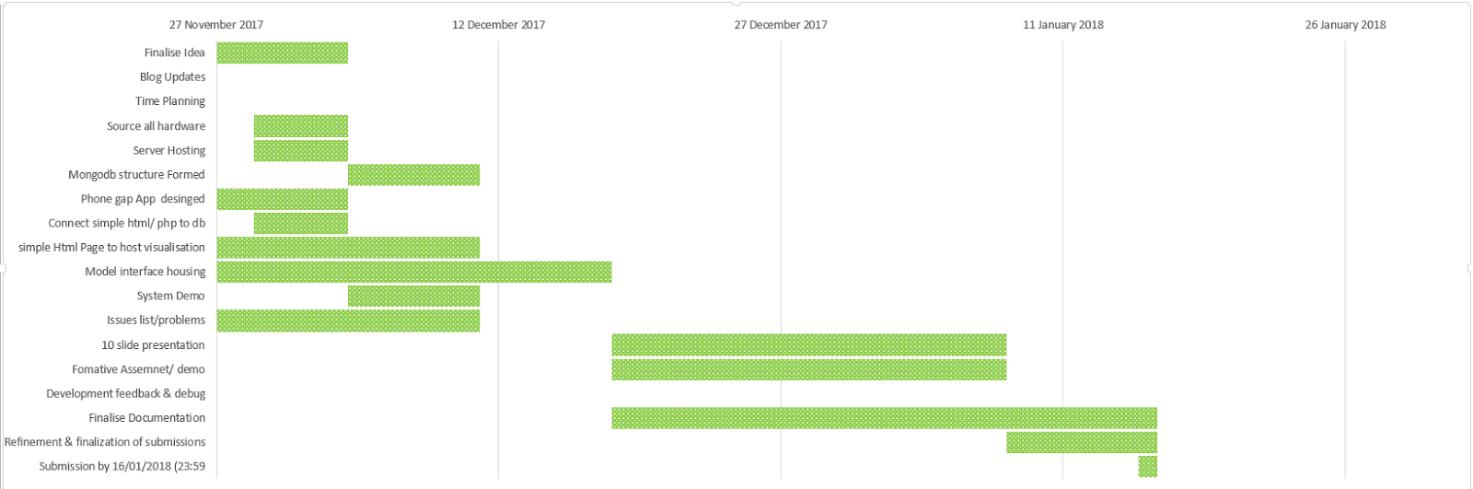 27 November 2017 12 December 2017 27 December 2017 11 January 2018 26 January 2018
Finalise Idea
Blog Updates
Time Planning
Source all hardware
Server Hosting
Mongodb structure Formed
Phone gap App desinged
Connect simple html/ php to db
simple Html Page to host visualisation
Model interface housing
System Demo
Issues list/problems
10 slide presentation
Fomative Assemnet/ demo
Development feedback & debug
Finalise Documentation
Refinement & finalization of submissions
Submission by 16/01/2018 (23:59